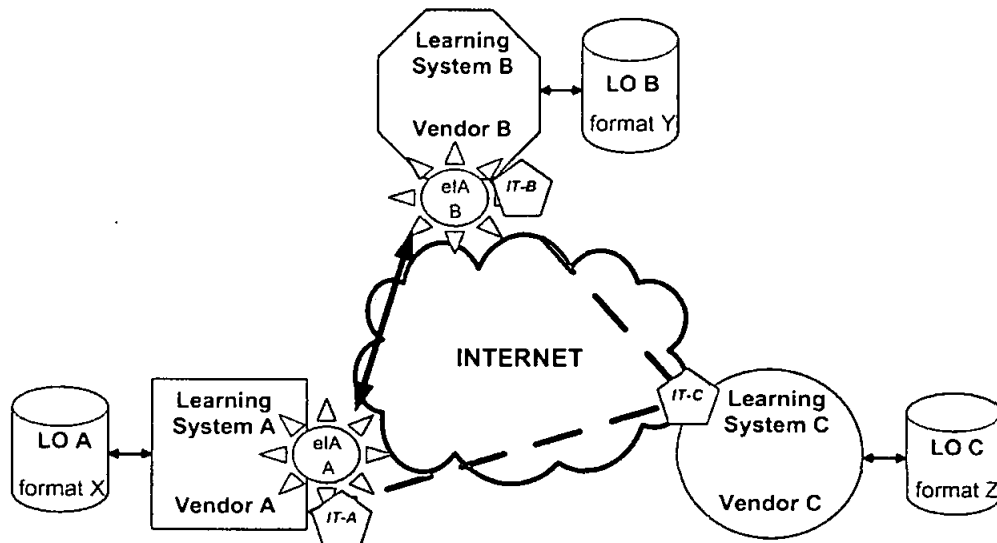 Learning
System B
Vendor B
LO B
format Y
eIA
B
IT-B
INTERNET
LO A
format X
Learning
System A
Vendor A
eIA
A
IT-A
IT-C
Learning
System C
Vendor C
LO C
format Z